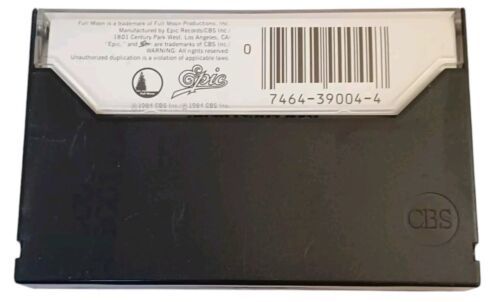 Full Moon is a trademark of Full Moon Productions, Inc.
Manufactured by Epic Records/CBS Inc./
1801 Century Park West, Los Angeles, CA
"Epic," and are trademarks of CBS Inc./
WARNING: All rights reserved
Unauthorized duplication is a violation of applicable laws.
Full Moon
Epic
0
7464-39004-4
℗ 1984 CBS Inc./© 1984 CBS Inc.
CBS